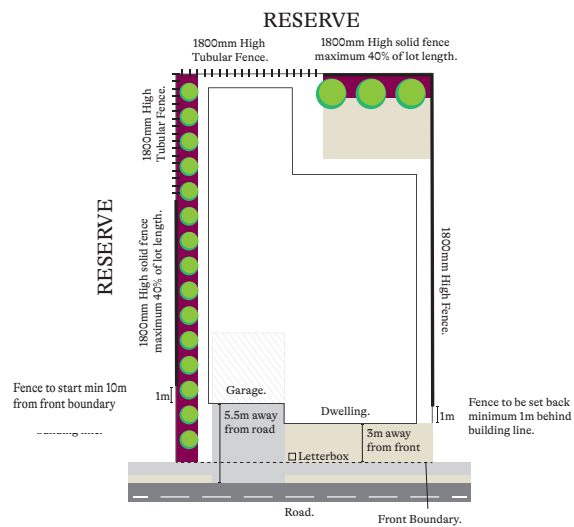 RESERVE
1800mm High
Tubular Fence.
1800mm High solid fence
maximum 40% of lot length.
1800mm High
Tubular Fence.
RESERVE
1800mm High solid fence
maximum 40% of lot length.
1800mm High Fence.
Fence to start min 10m
from front boundary
building line.
1m
Garage.
5.5m away
from road
Dwelling.
3m away
from front
Letterbox
1m
Fence to be set back
minimum 1m behind
building line.
Road.
Front Boundary.